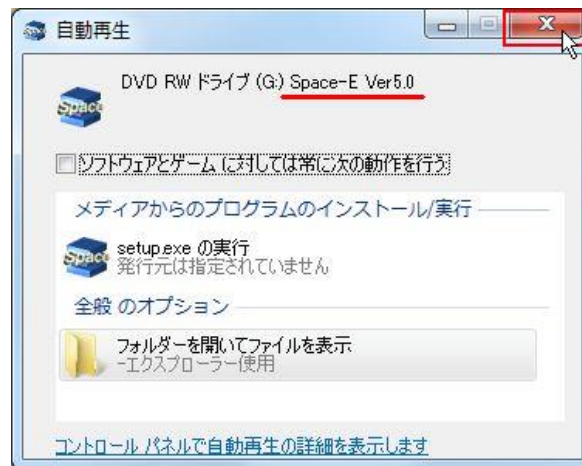 自動再生
DVD RW ドライブ (G:) Space-E Ver5.0
Space
ソフトウェアとゲーム に対しては常に次の動作を行う:
メディアからのプログラムのインストール/実行
Space
setup.exe の実行
発行元は指定されていません
全般 のオプション
フォルダーを開いてファイルを表示
-エクスプローラー使用
コントロール パネルで自動再生の詳細を表示します